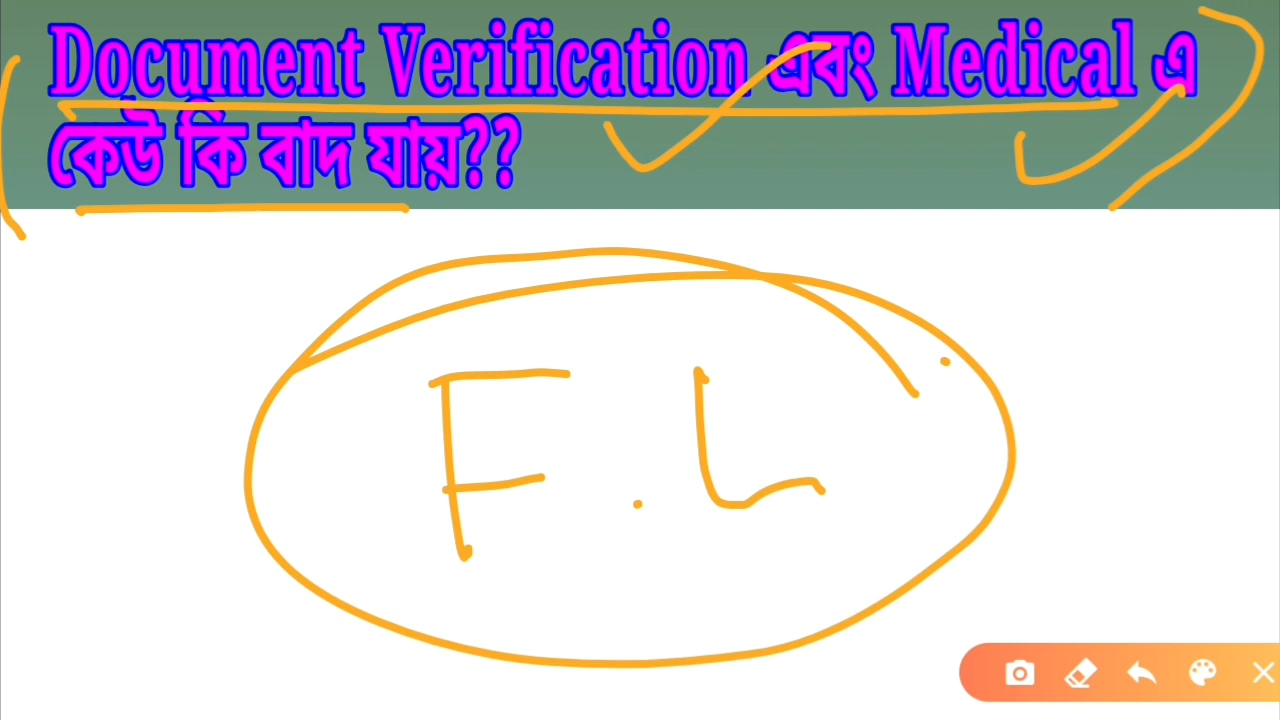 Document Verification এবং Medical এ
কেউ কি বাদ যায়??
F.L